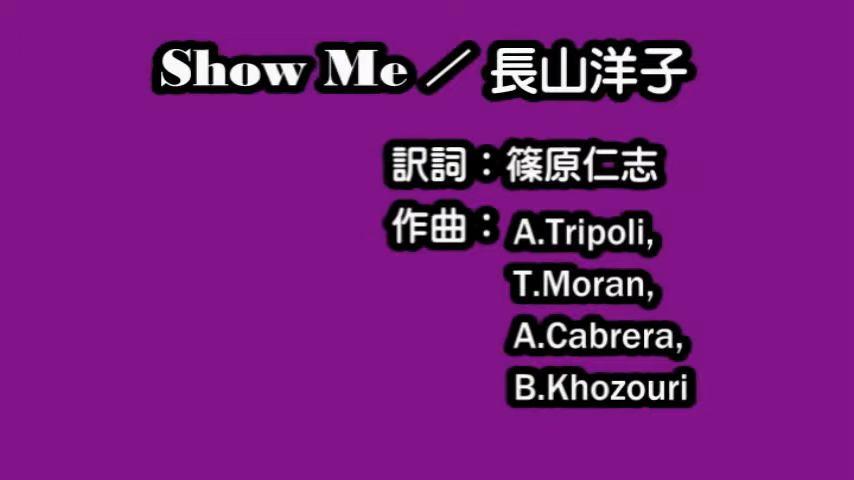 Show Me／長山洋子
訳詞：篠原仁志
作曲：A.Tripoli,
T.Moran,
A.Cabrera,
B.Khozouri